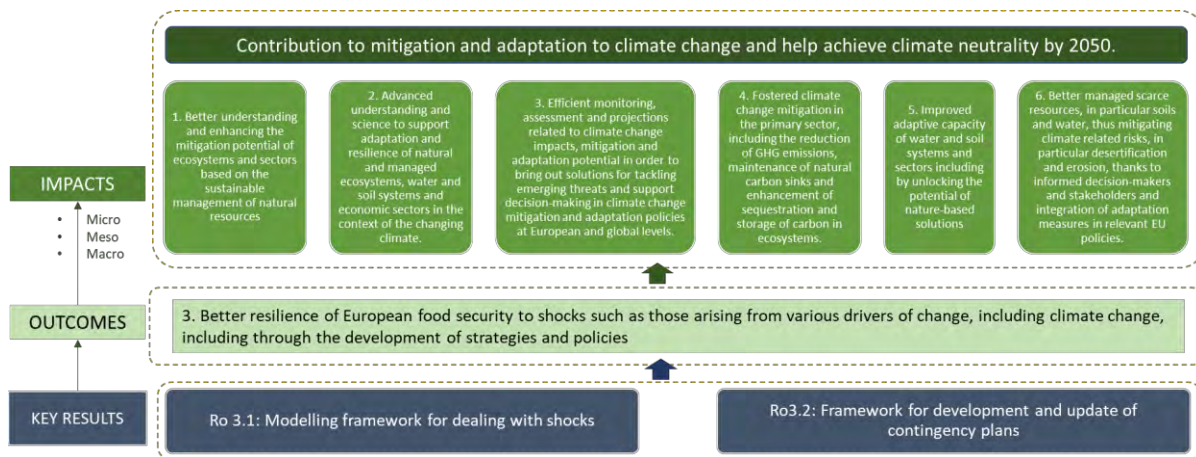 Contribution to mitigation and adaptation to climate change and help achieve climate neutrality by 2050.
1. Better understanding
and enhancing the
mitigation potential of
ecosystems and sectors
based on the
sustainable
management of natural
resources
2. Advanced
understanding and
science to support
adaptation and
resilience of natural
and managed
ecosystems, water and
soil systems and
economic sectors in the
context of the changing
climate.
3. Efficient monitoring,
assessment and projections
related to climate change
impacts, mitigation and
adaptation potential in order to
bring out solutions for tackling
emerging threats and support
decision-making in climate change
mitigation and adaptation policies
at European and global levels.
4. Fostered climate
change mitigation in
the primary sector,
including the reduction
of GHG emissions,
maintenance of natural
carbon sinks and
enhancement of
sequestration and
storage of carbon in
ecosystems.
5. Improved
adaptive capacity
of water and soil
systems and
sectors including
by unlocking the
potential of
nature-based
solutions
6. Better managed scarce
resources, in particular soils
and water, thus mitigating
climate related risks, in
particular desertification
and erosion, thanks to
informed decision-makers
and stakeholders and
integration of adaptation
measures in relevant EU
policies.
IMPACTS
• Micro
• Meso
• Macro
OUTCOMES
3. Better resilience of European food security to shocks such as those arising from various drivers of change, including climate change,
including through the development of strategies and policies
KEY RESULTS
Ro 3.1: Modelling framework for dealing with shocks
Ro3.2: Framework for development and update of
contingency plans